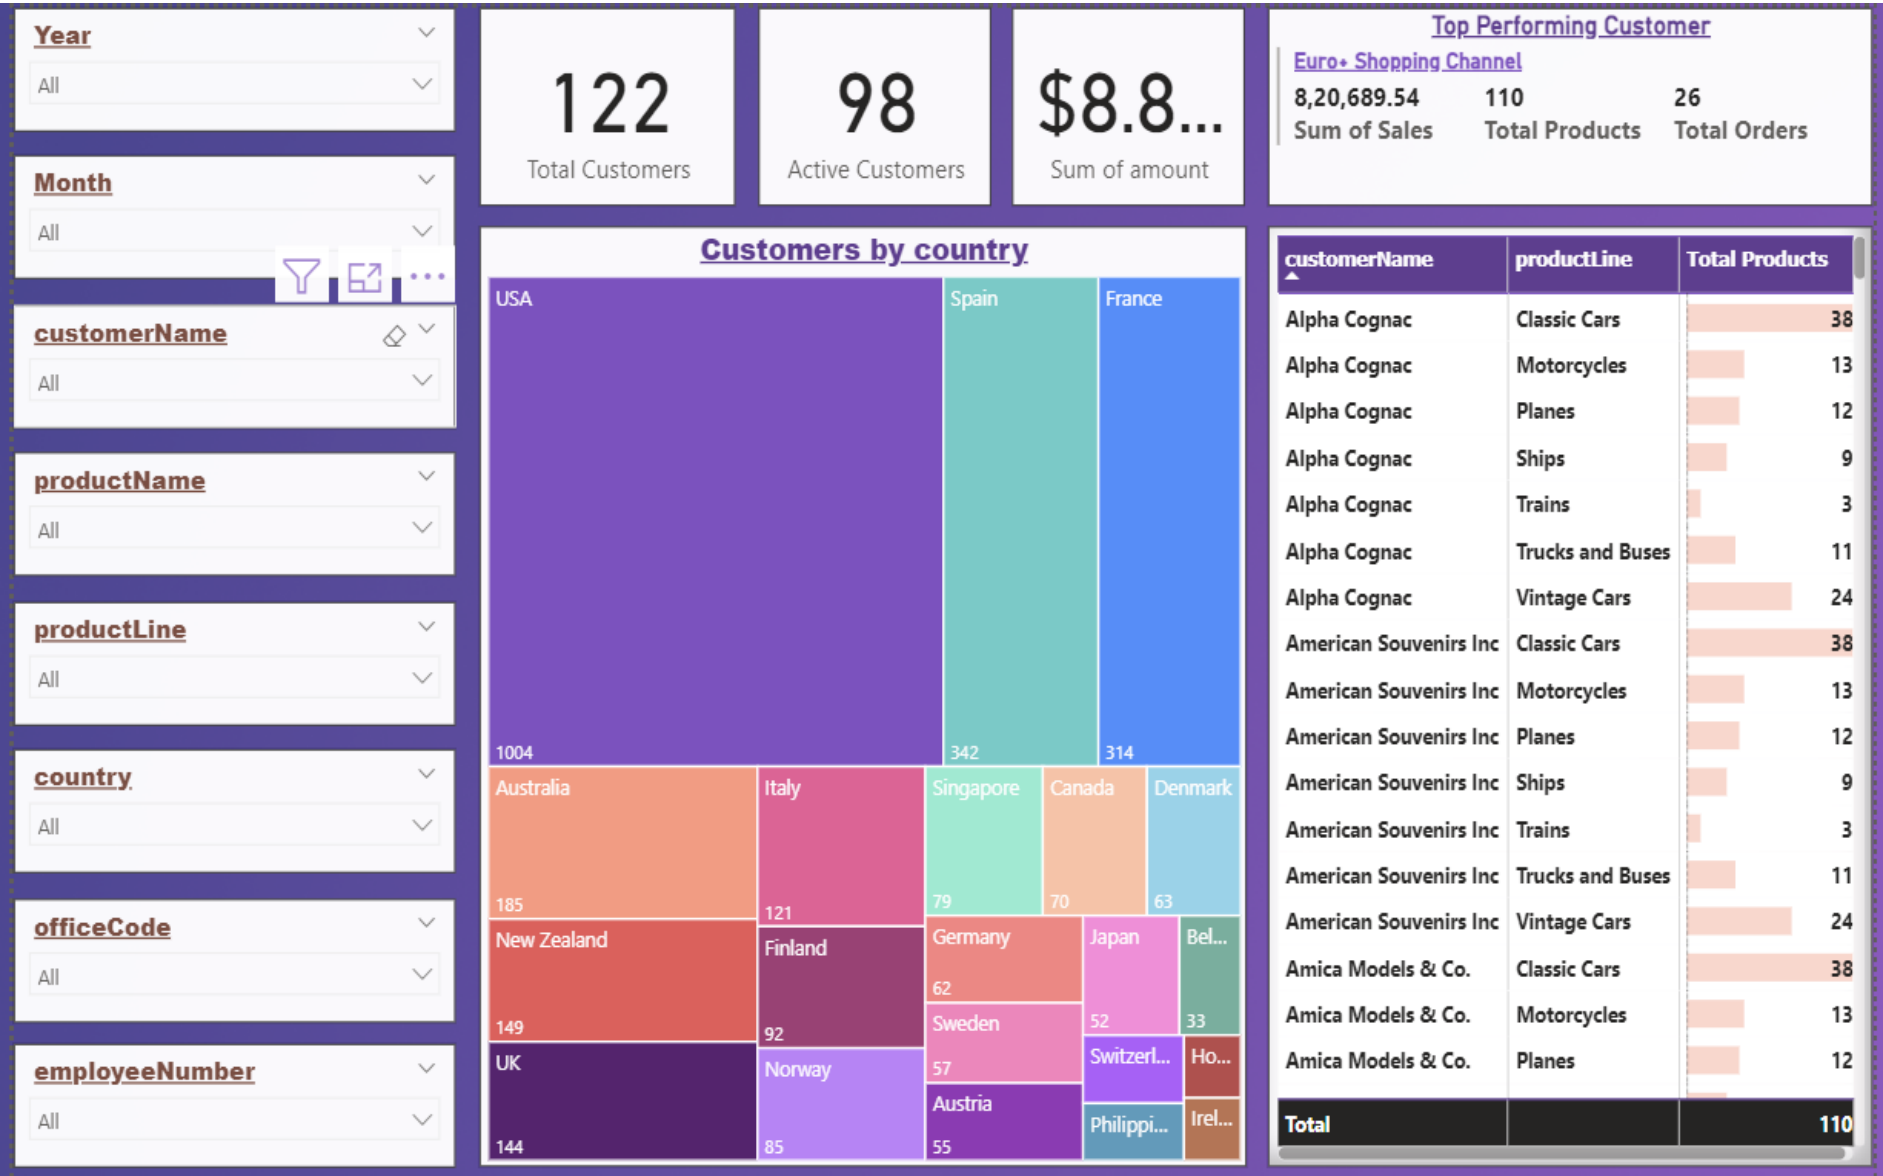 Year
All
Month
All
customerName
All
productName
All
productLine
All
country
All
officeCode
All
employeeNumber
All
122
Total Customers
98
Active Customers
$8.8...
Sum of amount
Top Performing Customer
Euro+ Shopping Channel
8,20,689.54 110 26
Sum of Sales Total Products Total Orders
Customers by country
USA
1004
Spain
342
France
314
Australia
185
New Zealand
149
UK
144
Italy
121
Finland
92
Norway
85
Singapore
79
Canada
70
Denmark
63
Germany
62
Sweden
57
Austria
55
Japan
52
Bel...
33
Switzerl...
Ho...
Philippi...
Irel...
customerName productLine Total Products
Alpha Cognac Classic Cars 38
Alpha Cognac Motorcycles 13
Alpha Cognac Planes 12
Alpha Cognac Ships 9
Alpha Cognac Trains 3
Alpha Cognac Trucks and Buses 11
Alpha Cognac Vintage Cars 24
American Souvenirs Inc Classic Cars 38
American Souvenirs Inc Motorcycles 13
American Souvenirs Inc Planes 12
American Souvenirs Inc Ships 9
American Souvenirs Inc Trains 3
American Souvenirs Inc Trucks and Buses 11
American Souvenirs Inc Vintage Cars 24
Amica Models & Co. Classic Cars 38
Amica Models & Co. Motorcycles 13
Amica Models & Co. Planes 12
Total 110